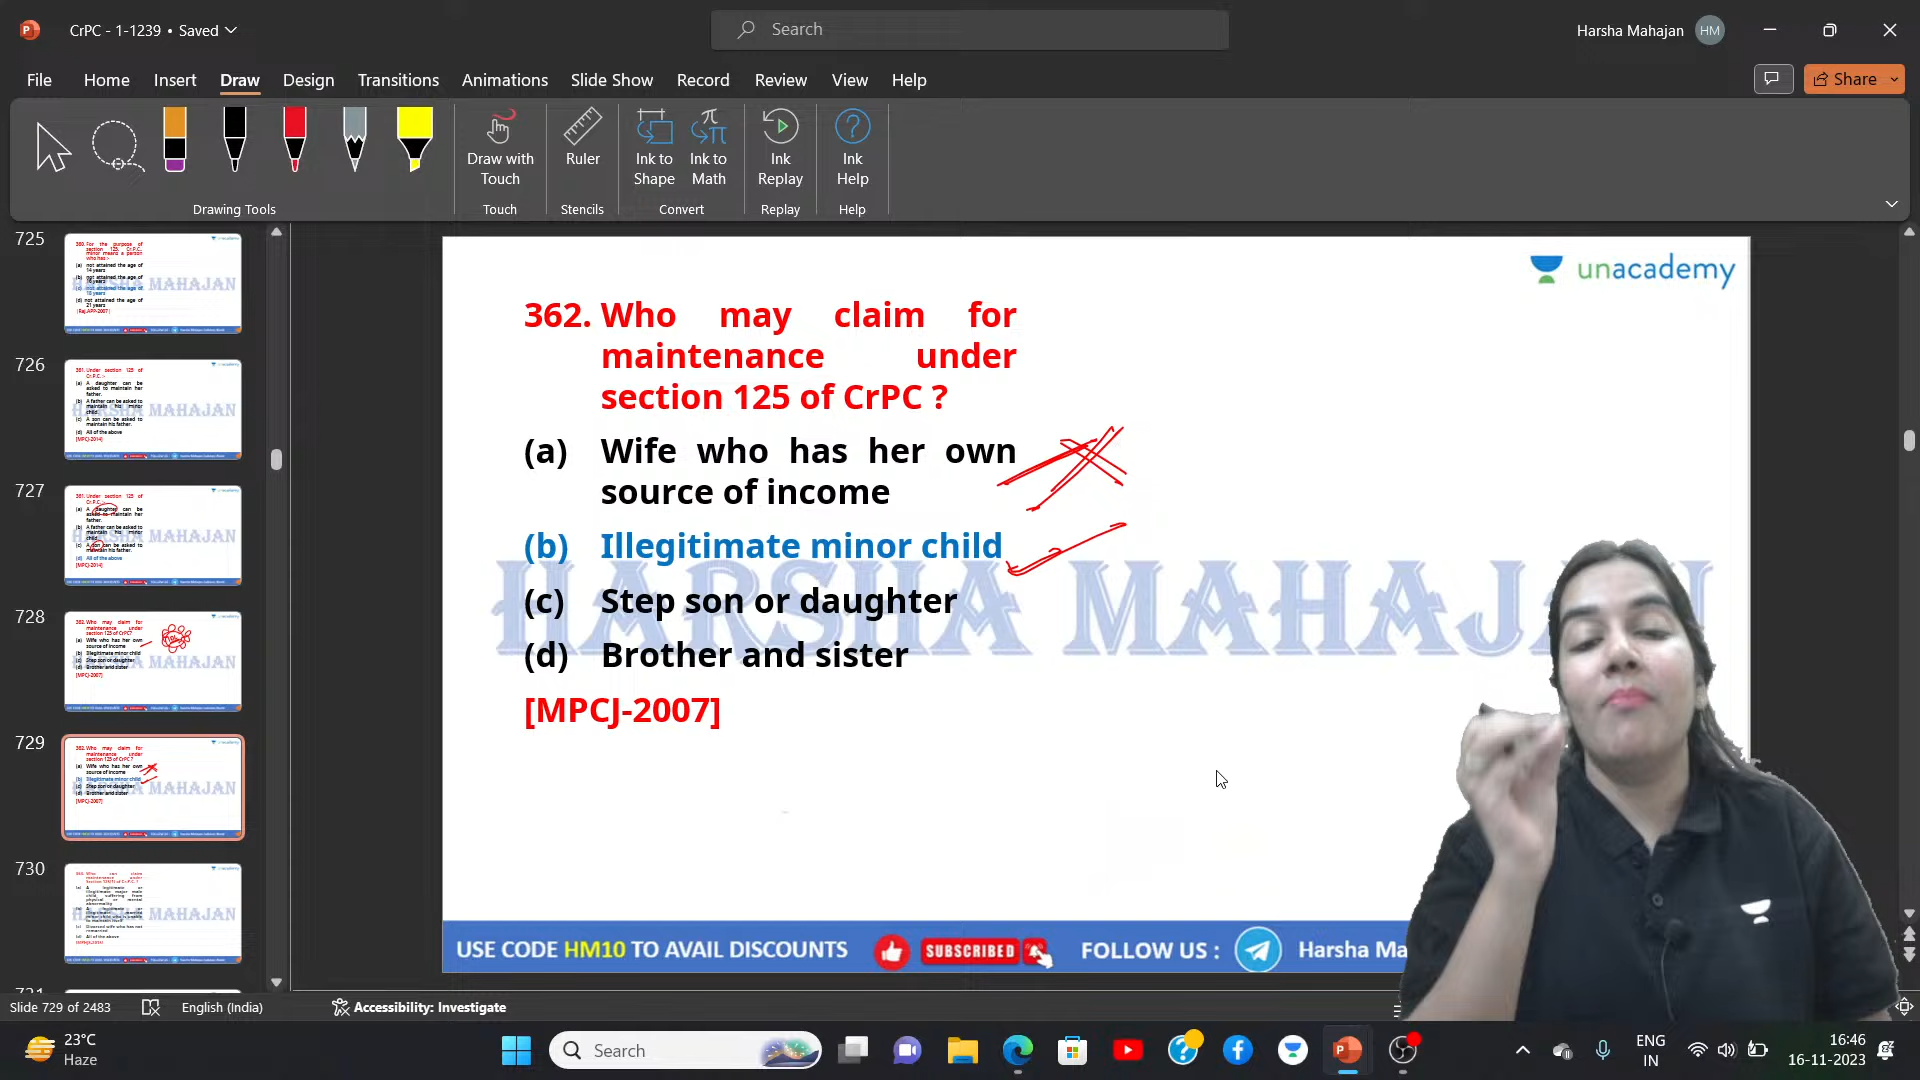 CrPC - 1-1239 • Saved
Search
Harsha Mahajan HM
File Home Insert Draw Design Transitions Animations Slide Show Record Review View Help
Share
Draw with Touch
Ruler
Ink to Shape
Ink to Math
Ink Replay
Ink Help
Drawing Tools Touch Stencils Convert Replay Help
725
726
727
728
729
730
unacademy
362. Who may claim for
maintenance under
section 125 of CrPC ?
(a) Wife who has her own
source of income
(b) Illegitimate minor child
(c) Step son or daughter
(d) Brother and sister
[MPCJ-2007]
HARSHA MAHAJAN
USE CODE HM10 TO AVAIL DISCOUNTS SUBSCRIBED FOLLOW US : Harsha Ma
Slide 729 of 2483 English (India) Accessibility: Investigate
23°C
Haze
Search
ENG
IN
16:46
16-11-2023